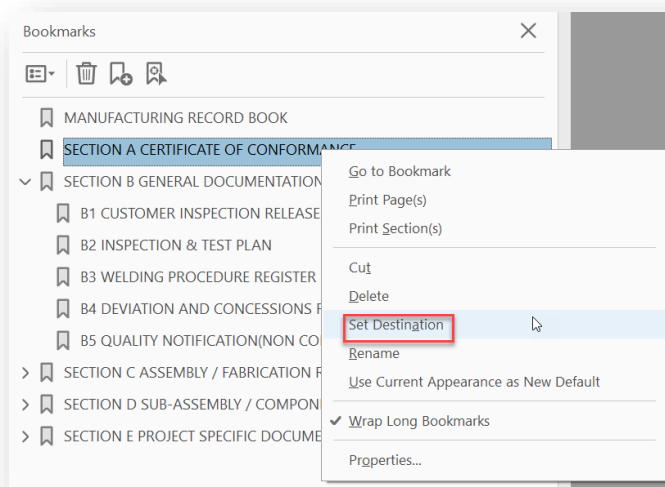 Bookmarks
MANUFACTURING RECORD BOOK
SECTION A CERTIFICATE OF CONFORMANCE
SECTION B GENERAL DOCUMENTATION
B1 CUSTOMER INSPECTION RELEASE
B2 INSPECTION & TEST PLAN
B3 WELDING PROCEDURE REGISTER
B4 DEVIATION AND CONCESSIONS
B5 QUALITY NOTIFICATION(NON
SECTION C ASSEMBLY / FABRICATION
SECTION D SUB-ASSEMBLY /
SECTION E PROJECT SPECIFIC
Go to Bookmark
Print Page(s)
Print Section(s)
Cut
Delete
Set Destination
Rename
Use Current Appearance as New Default
Wrap Long Bookmarks
Properties...